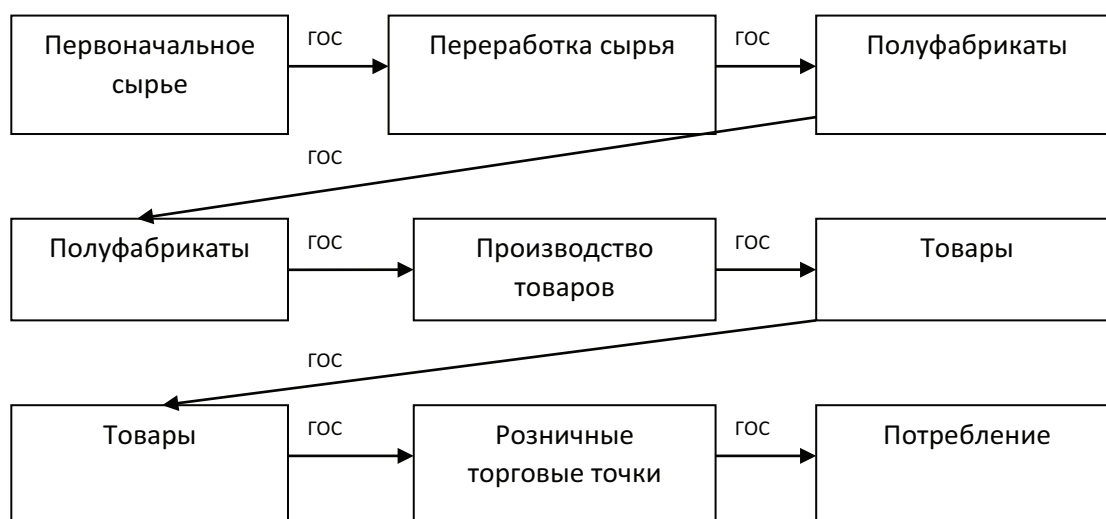 Первоначальное
сырье
ГОС
Переработка сырья
ГОС
Полуфабрикаты
ГОС
Полуфабрикаты
ГОС
Производство
товаров
ГОС
Товары
ГОС
Товары
ГОС
Розничные
торговые точки
ГОС
Потребление